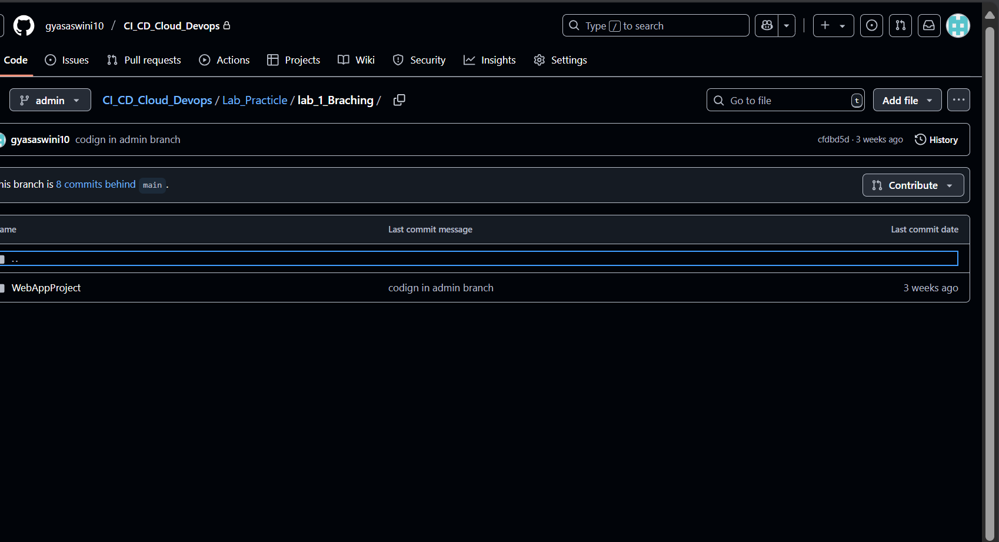 gyasaswini10 / CI_CD_Cloud_Devops Type / to search
Code Issues Pull requests Actions Projects Wiki Security Insights Settings
admin CI_CD_Cloud_Devops / Lab_Practicle / lab_1_Braching / Go to file t Add file ...
gyasaswini10 codign in admin branch cfdbd5d · 3 weeks ago History
his branch is 8 commits behind main . Contribute
ame Last commit message Last commit date
..
WebAppProject codign in admin branch 3 weeks ago